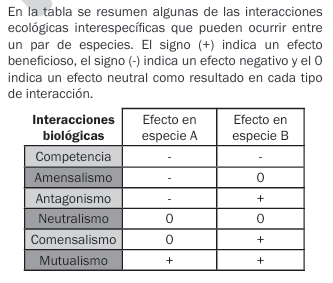 En la tabla se resumen algunas de las interacciones
ecológicas interespecíficas que pueden ocurrir entre
un par de especies. El signo (+) indica un efecto
beneficioso, el signo (-) indica un efecto negativo y el 0
indica un efecto neutral como resultado en cada tipo
de interacción.
Interacciones biológicas Efecto en especie A Efecto en especie B
Competencia - -
Amensalismo - 0
Antagonismo - +
Neutralismo 0 0
Comensalismo 0 +
Mutualismo + +